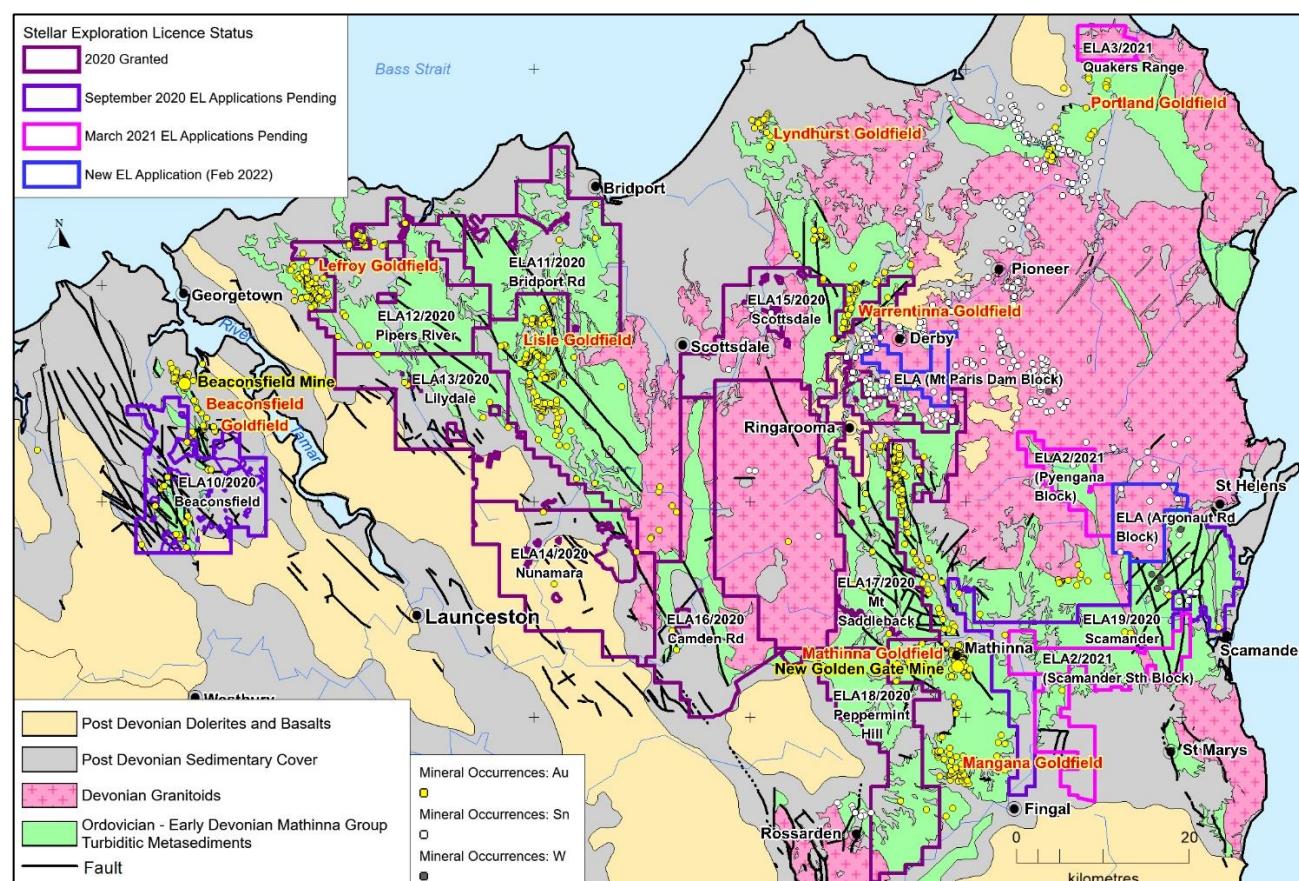 Stellar Exploration Licence Status
2020 Granted
September 2020 EL Applications Pending
March 2021 EL Applications Pending
New EL Application (Feb 2022)
Bass Strait
N
ELA3/2021
Quakers Range
Portland Goldfield
Lyndhurst Goldfield
Bridport
Lefroy Goldfield
ELA11/2020
Bridport Rd
Georgetown
River
Tamar
ELA12/2020
Pipers River
Lisle Goldfield
ELA15/2020
Scottsdale
Pioneer
Warrentinna Goldfield
Scottsdale
Derby
ELA (Mt Paris Dam Block)
Beaconsfield Mine
Beaconsfield
Goldfield
ELA13/2020
Lilydale
Ringarooma
ELA10/2020
Beaconsfield
ELA2/2021
(Pyengana
Block)
St Helens
ELA (Argonaut Rd
Block)
ELA14/2020
Nunamara
Launceston
ELA16/2020
Camden Rd
ELA17/2020
Mt
Saddleback
ELA19/2020
Scamander
Mathinna Goldfield
Mathinna
New Golden Gate Mine
Scamander
ELA2/2021
(Scamander Sth Block)
ELA18/2020
Peppermint
Hill
Westbury
St Marys
Mangana Goldfield
Fingal
Rossarden
Post Devonian Dolerites and Basalts
Post Devonian Sedimentary Cover
Devonian Granitoids
Ordovician - Early Devonian Mathinna Group
Turbiditic Metasediments
Fault
Mineral Occurrences: Au
Mineral Occurrences: Sn
Mineral Occurrences: W
0 20
kilometres